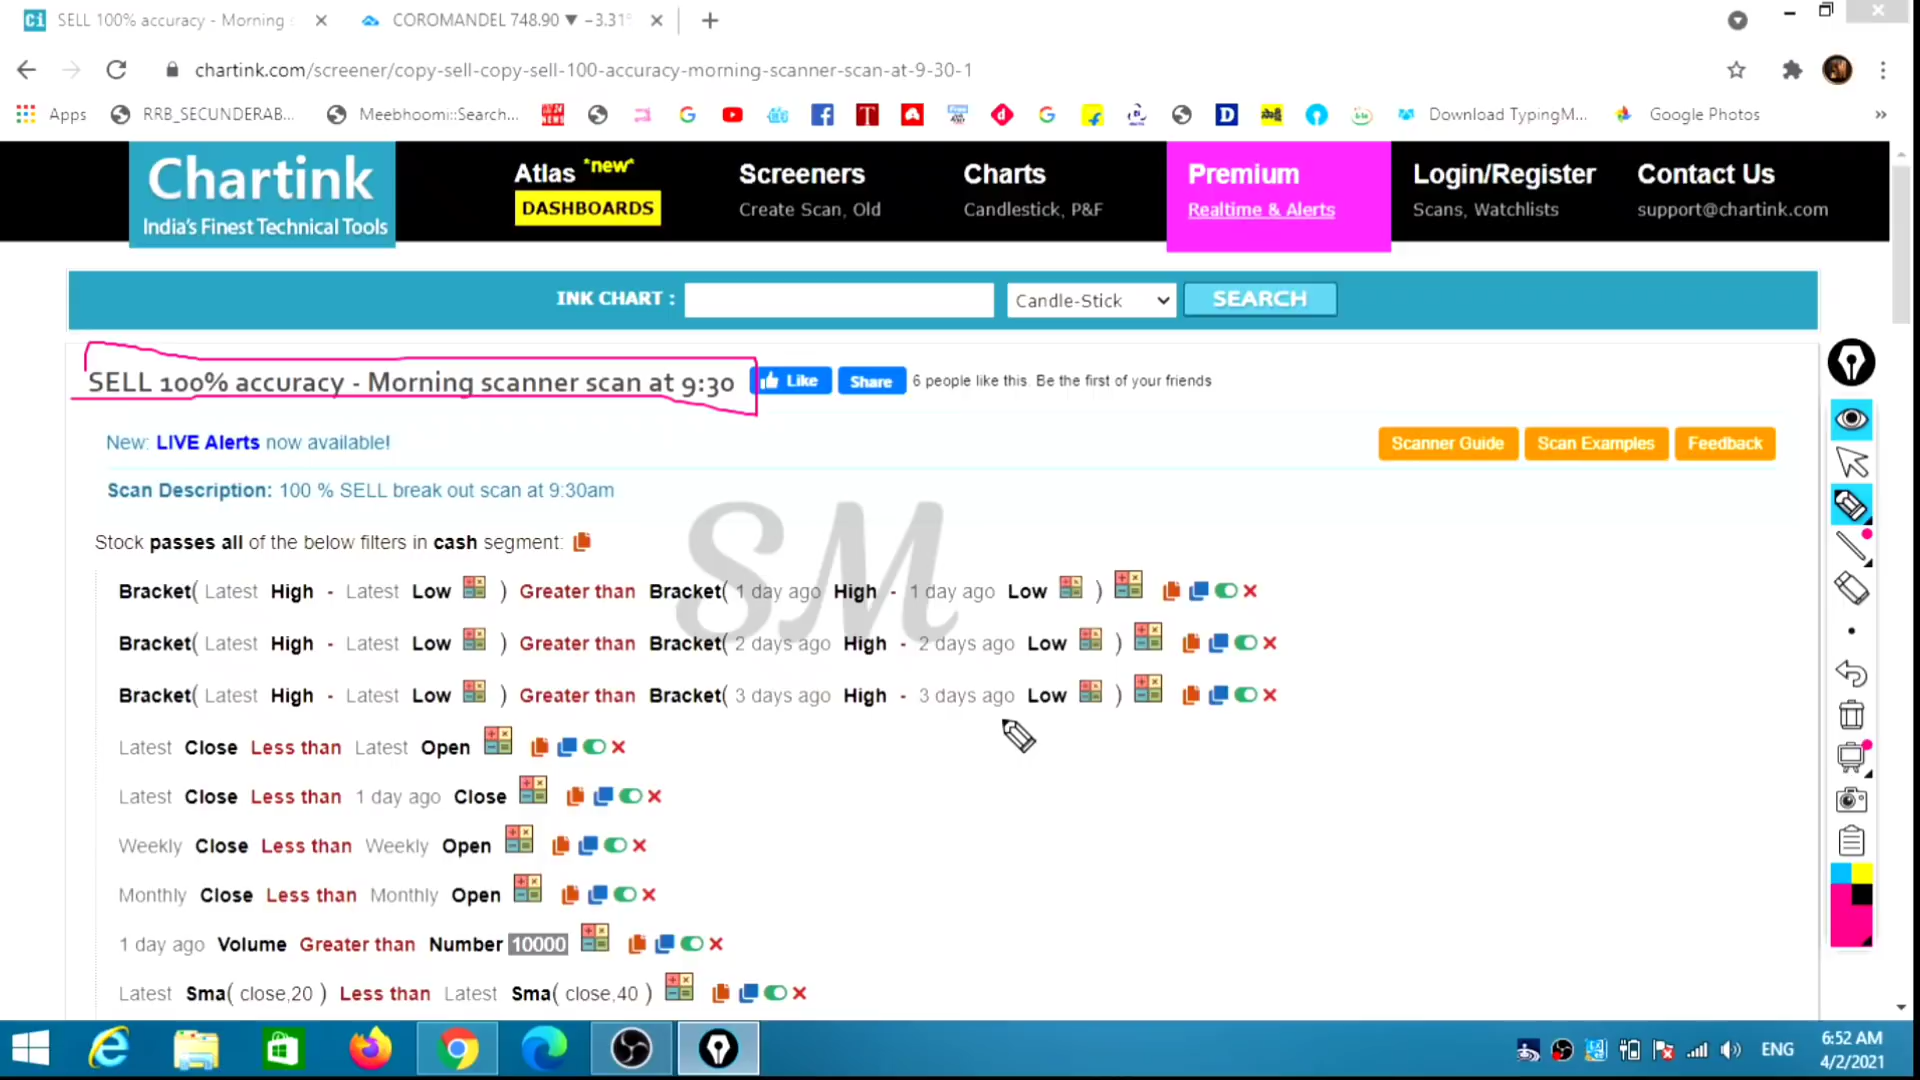 SELL 100% accuracy - Morning
COROMANDEL 748.90 ▼ −3.31%
chartink.com/screener/copy-sell-copy-sell-100-accuracy-morning-scanner-scan-at-9-30-1
Apps RRB_SECUNDERAB... Meebhoomi::Search... Download TypingM... Google Photos »
Chartink
India's Finest Technical Tools
Atlas *new*
DASHBOARDS
Screeners
Create Scan, Old
Charts
Candlestick, P&F
Premium
Realtime & Alerts
Login/Register
Scans, Watchlists
Contact Us
support@chartink.com
INK CHART : Candle-Stick SEARCH
SELL 100% accuracy - Morning scanner scan at 9:30 Like Share 6 people like this. Be the first of your friends
New: LIVE Alerts now available! Scanner Guide Scan Examples Feedback
Scan Description: 100 % SELL break out scan at 9:30am
SM
Stock passes all of the below filters in cash segment:
Bracket( Latest High - Latest Low ) Greater than Bracket( 1 day ago High - 1 day ago Low )
Bracket( Latest High - Latest Low ) Greater than Bracket( 2 days ago High - 2 days ago Low )
Bracket( Latest High - Latest Low ) Greater than Bracket( 3 days ago High - 3 days ago Low )
Latest Close Less than Latest Open
Latest Close Less than 1 day ago Close
Weekly Close Less than Weekly Open
Monthly Close Less than Monthly Open
1 day ago Volume Greater than Number 10000
Latest Sma( close,20 ) Less than Latest Sma( close,40 )
ENG
6:52 AM
4/2/2021